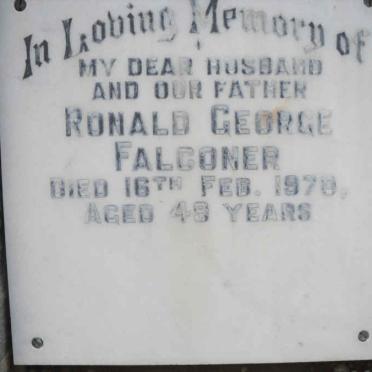 In Loving Memory of
MY DEAR HUSBAND
AND OUR FATHER
RONALD GEORGE
FALCONER
DIED 16TH FEB. 1970,
AGED 48 YEARS